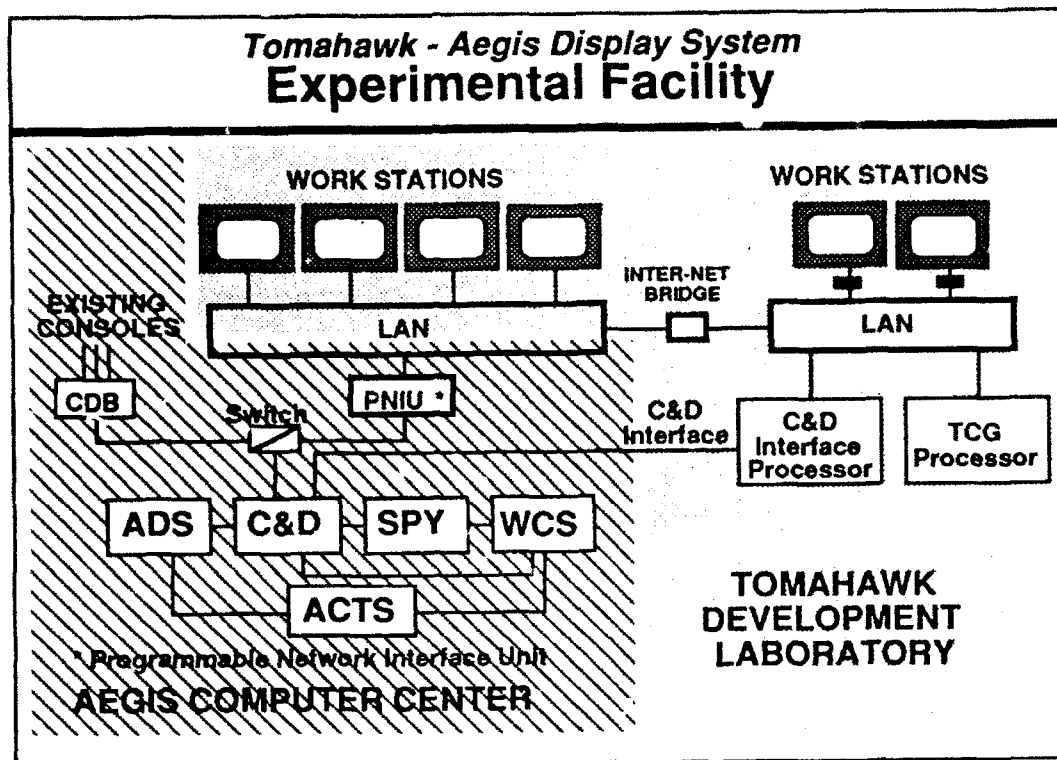 Tomahawk - Aegis Display System
Experimental Facility
WORK STATIONS
WORK STATIONS
INTER-NET
BRIDGE
EXISTING
CONSOLES
LAN
LAN
CDB
PNIU *
Switch
C&D
Interface
C&D
Interface
Processor
TCG
Processor
ADS
C&D
SPY
WCS
ACTS
TOMAHAWK
DEVELOPMENT
LABORATORY
* Programmable Network Interface Unit
AEGIS COMPUTER CENTER